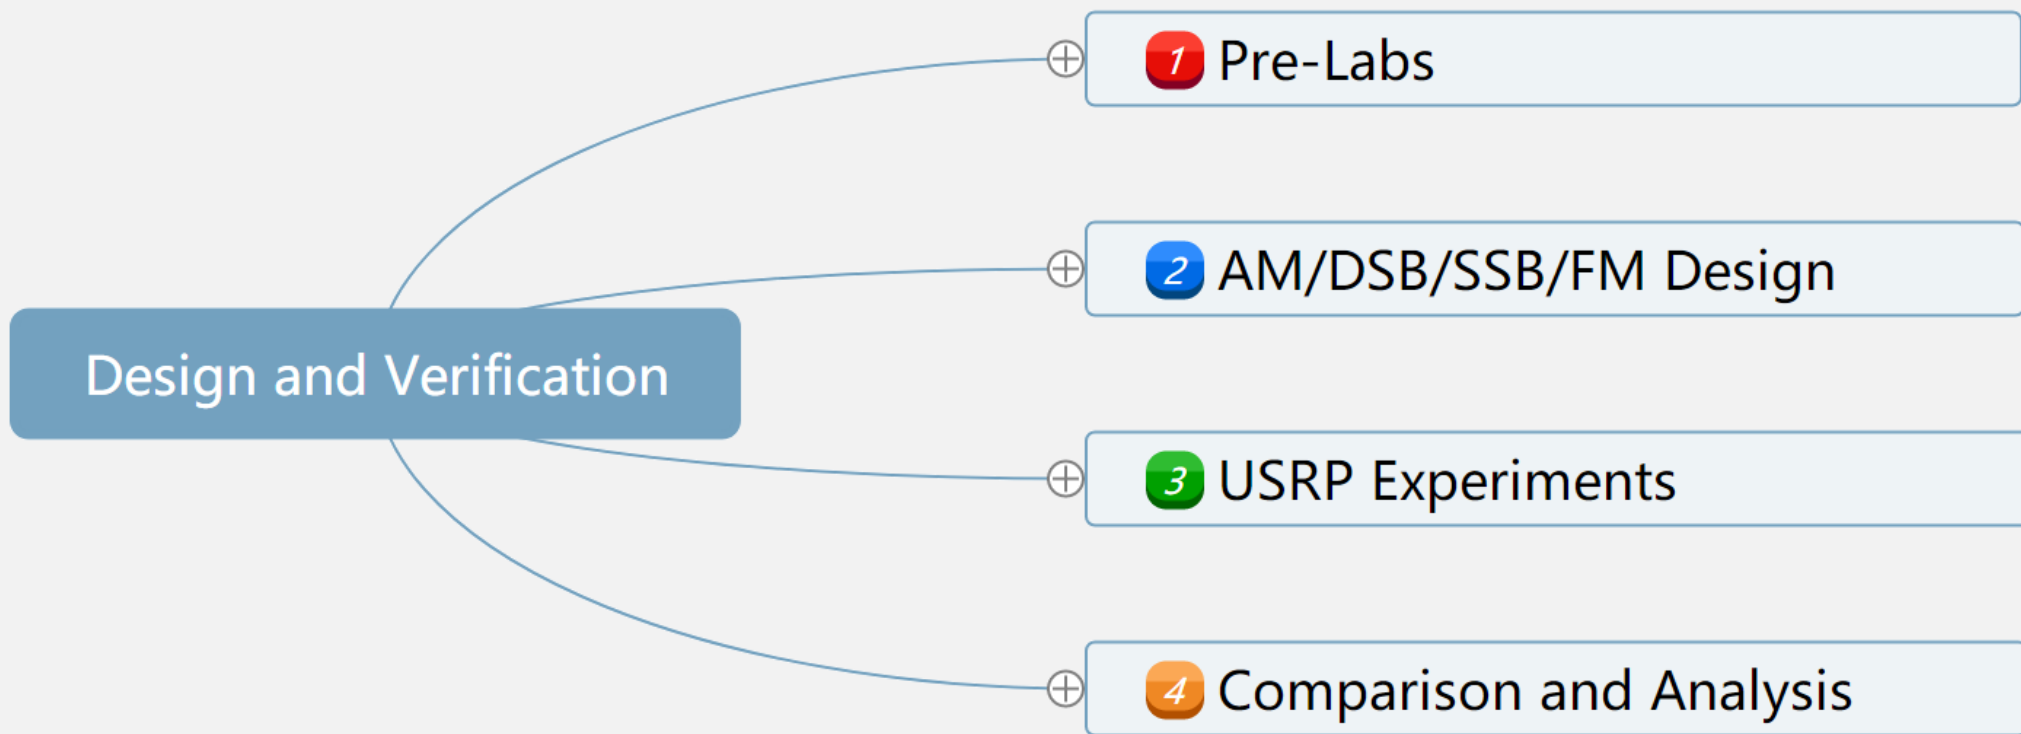 1 Pre-Labs
2 AM/DSB/SSB/FM Design
Design and Verification
3 USRP Experiments
4 Comparison and Analysis